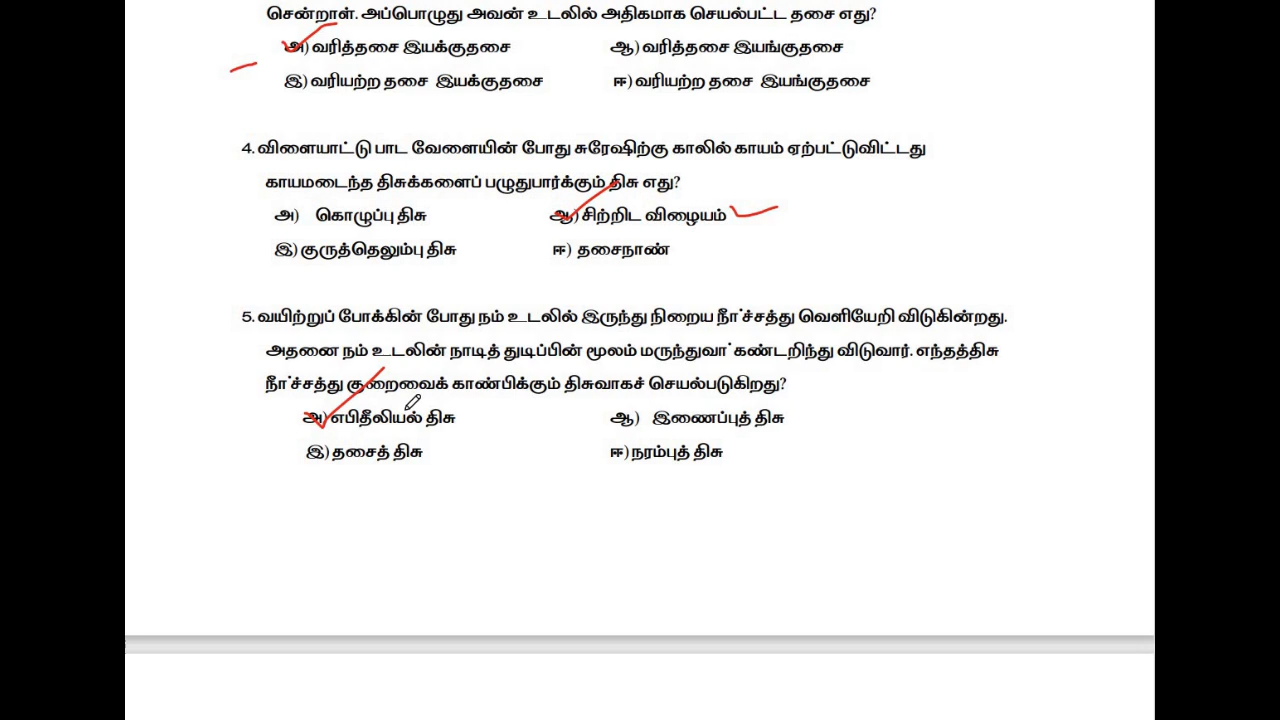 சென்றாள். அப்பொழுது அவன் உடலில் அதிகமாக செயல்பட்ட தசை எது?
அ) வரித்தசை இயக்குதசை ஆ) வரித்தசை இயங்குதசை
இ) வரியற்ற தசை இயக்குதசை ஈ) வரியற்ற தசை இயங்குதசை
4. விளையாட்டு பாட வேளையின் போது சுரேஷிற்கு காலில் காயம் ஏற்பட்டுவிட்டது
காயமடைந்த திசுக்களைப் பழுதுபார்க்கும் திசு எது?
அ) கொழுப்பு திசு ஆ) சிற்றிட விழையம்
இ) குருத்தெலும்பு திசு ஈ) தசைநாண்
5. வயிற்றுப் போக்கின் போது நம் உடலில் இருந்து நிறைய நீர்ச்சத்து வெளியேறி விடுகின்றது.
அதனை நம் உடலின் நாடித் துடிப்பின் மூலம் மருந்துவர் கண்டறிந்து விடுவார். எந்தத்திசு
நீர்ச்சத்து குறைவைக் காண்பிக்கும் திசுவாகச் செயல்படுகிறது?
அ) எபிதீலியல் திசு ஆ) இணைப்புத் திசு
இ) தசைத் திசு ஈ) நரம்புத் திசு